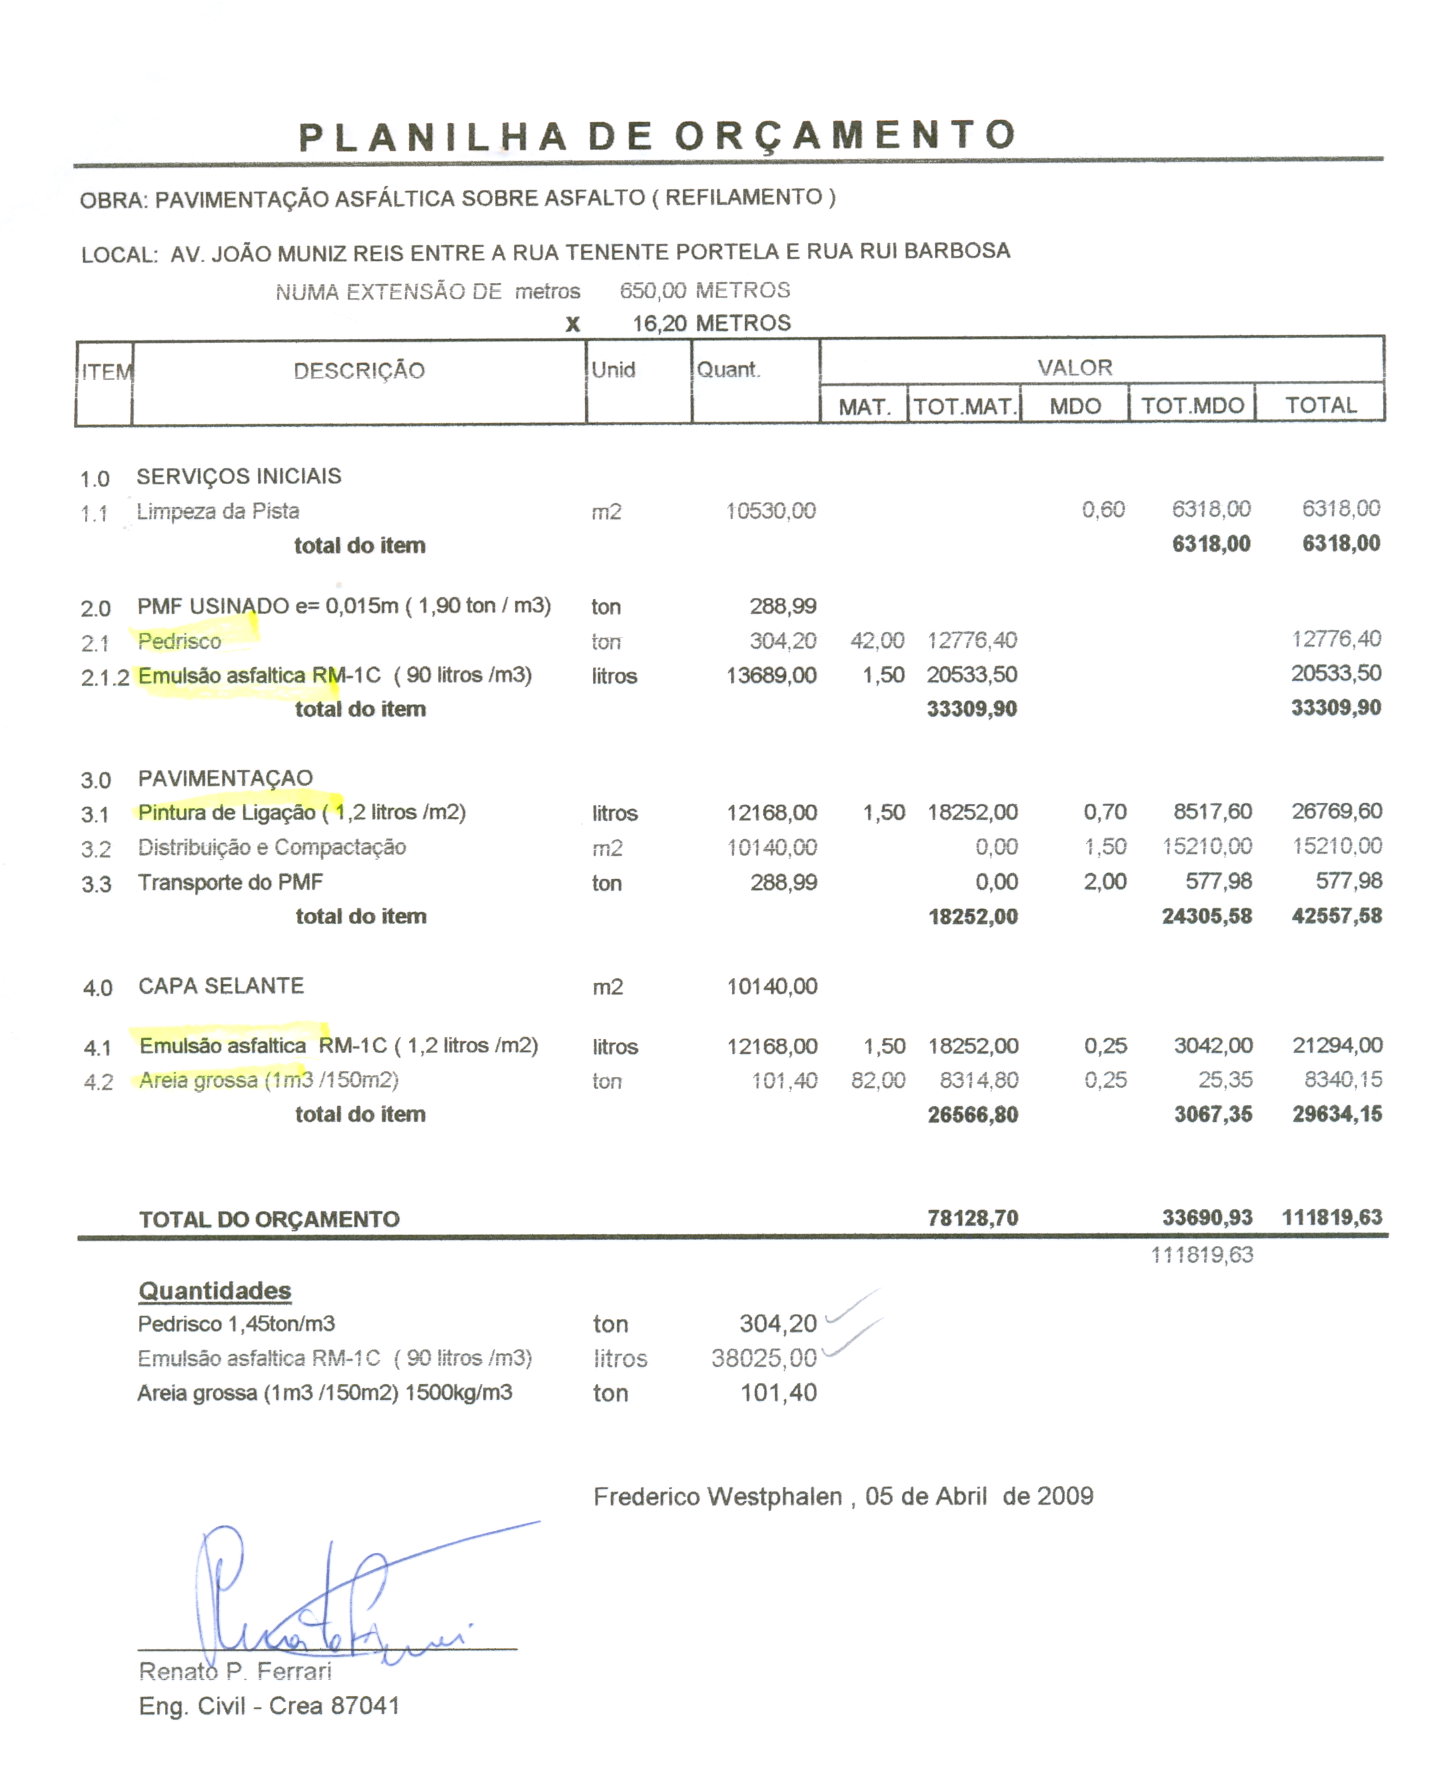 PLANILHA DE ORÇAMENTO
OBRA: PAVIMENTAÇÃO ASFÁLTICA SOBRE ASFALTO ( REFILAMENTO )
LOCAL: AV. JOÃO MUNIZ REIS ENTRE A RUA TENENTE PORTELA E RUA RUI BARBOSA
NUMA EXTENSÃO DE metros 650,00 METROS
X 16,20 METROS
ITEM DESCRIÇÃO Unid Quant. VALOR
MAT. TOT.MAT. MDO TOT.MDO TOTAL
1.0 SERVIÇOS INICIAIS
1.1 Limpeza da Pista m2 10530,00 0,60 6318,00 6318,00
total do item 6318,00 6318,00
2.0 PMF USINADO e= 0,015m ( 1,90 ton / m3) ton 288,99
2.1 Pedrisco ton 304,20 42,00 12776,40 12776,40
2.1.2 Emulsão asfaltica RM-1C ( 90 litros /m3) litros 13689,00 1,50 20533,50 20533,50
total do item 33309,90 33309,90
3.0 PAVIMENTAÇAO
3.1 Pintura de Ligação ( 1,2 litros /m2) litros 12168,00 1,50 18252,00 0,70 8517,60 26769,60
3.2 Distribuição e Compactação m2 10140,00 0,00 1,50 15210,00 15210,00
3.3 Transporte do PMF ton 288,99 0,00 2,00 577,98 577,98
total do item 18252,00 24305,58 42557,58
4.0 CAPA SELANTE m2 10140,00
4.1 Emulsão asfaltica RM-1C ( 1,2 litros /m2) litros 12168,00 1,50 18252,00 0,25 3042,00 21294,00
4.2 Areia grossa (1m3 /150m2) ton 101,40 82,00 8314,80 0,25 25,35 8340,15
total do item 26566,80 3067,35 29634,15
TOTAL DO ORÇAMENTO 78128,70 33690,93 111819,63
111819,63
Quantidades
Pedrisco 1,45ton/m3 ton 304,20
Emulsão asfaltica RM-1C ( 90 litros /m3) litros 38025,00
Areia grossa (1m3 /150m2) 1500kg/m3 ton 101,40
Frederico Westphalen , 05 de Abril de 2009
Renato P. Ferrari
Eng. Civil - Crea 87041